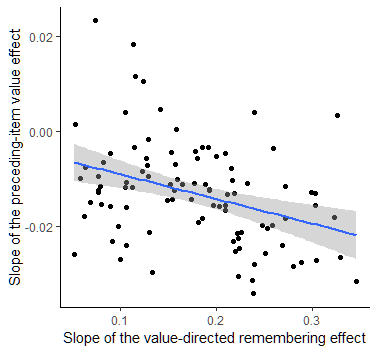 Slope of the preceding-item value effect
0.02
0.00
-0.02
0.1 0.2 0.3
Slope of the value-directed remembering effect